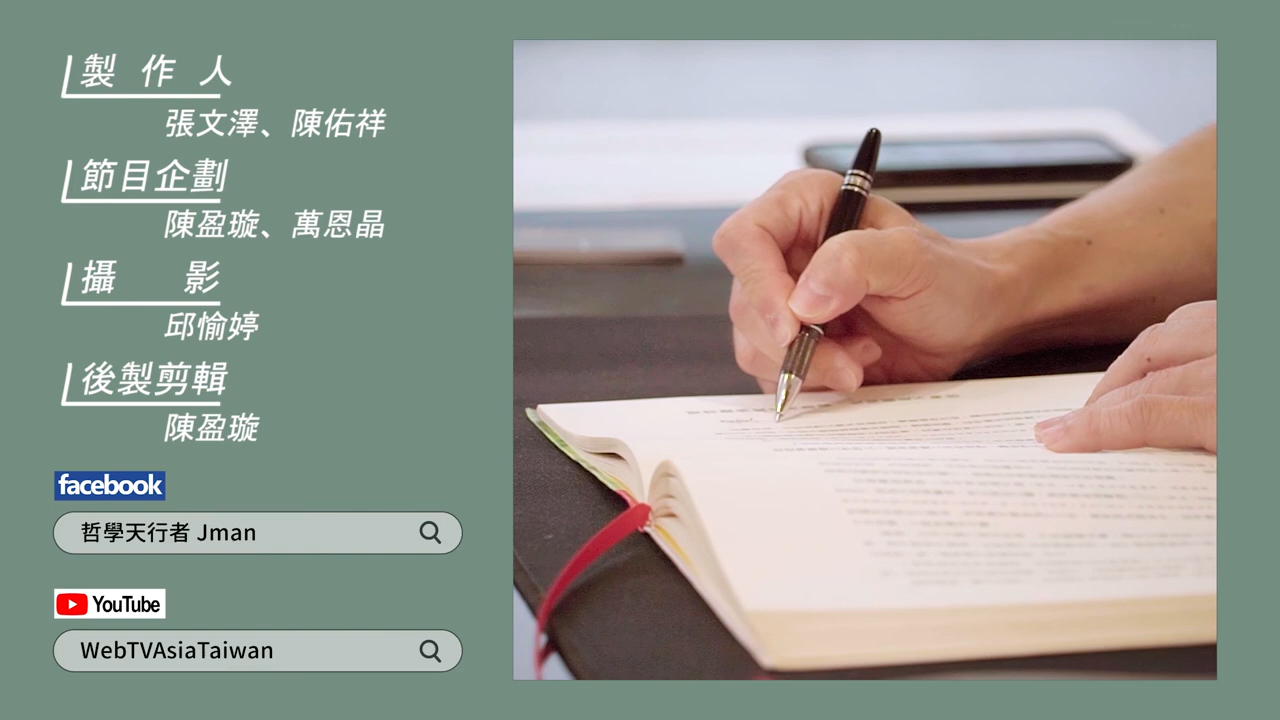 製作人
張文澤、陳佑祥
節目企劃
陳盈璇、萬恩晶
攝影
邱愉婷
後製剪輯
陳盈璇
facebook
哲學天行者 Jman
YouTube
WebTVAsiaTaiwan